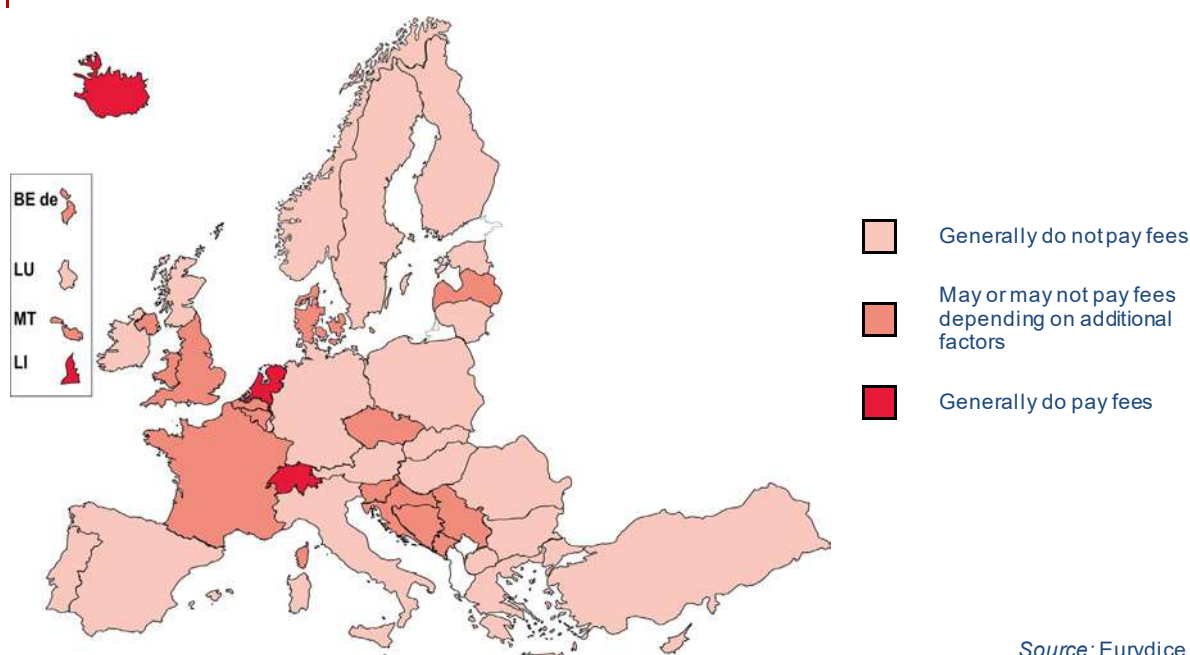 BE de
LU
MT
LI
Generally do not pay fees
May or may not pay fees
depending on additional
factors
Generally do pay fees
Source: Eurydice